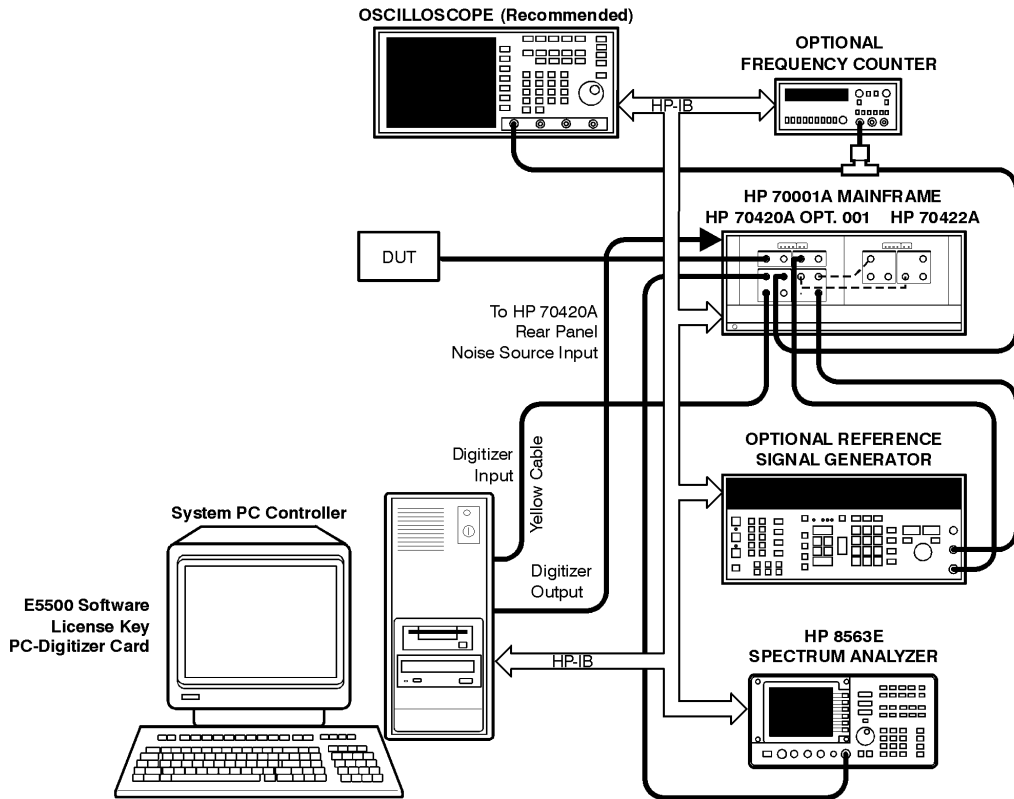 OSCILLOSCOPE (Recommended)
OPTIONAL
FREQUENCY COUNTER
HP-IB
HP 70001A MAINFRAME
HP 70420A OPT. 001 HP 70422A
DUT
To HP 70420A
Rear Panel
Noise Source Input
Digitizer
Input
Yellow Cable
OPTIONAL REFERENCE
SIGNAL GENERATOR
System PC Controller
Digitizer
Output
E5500 Software
License Key
PC-Digitizer Card
HP-IB
HP 8563E
SPECTRUM ANALYZER